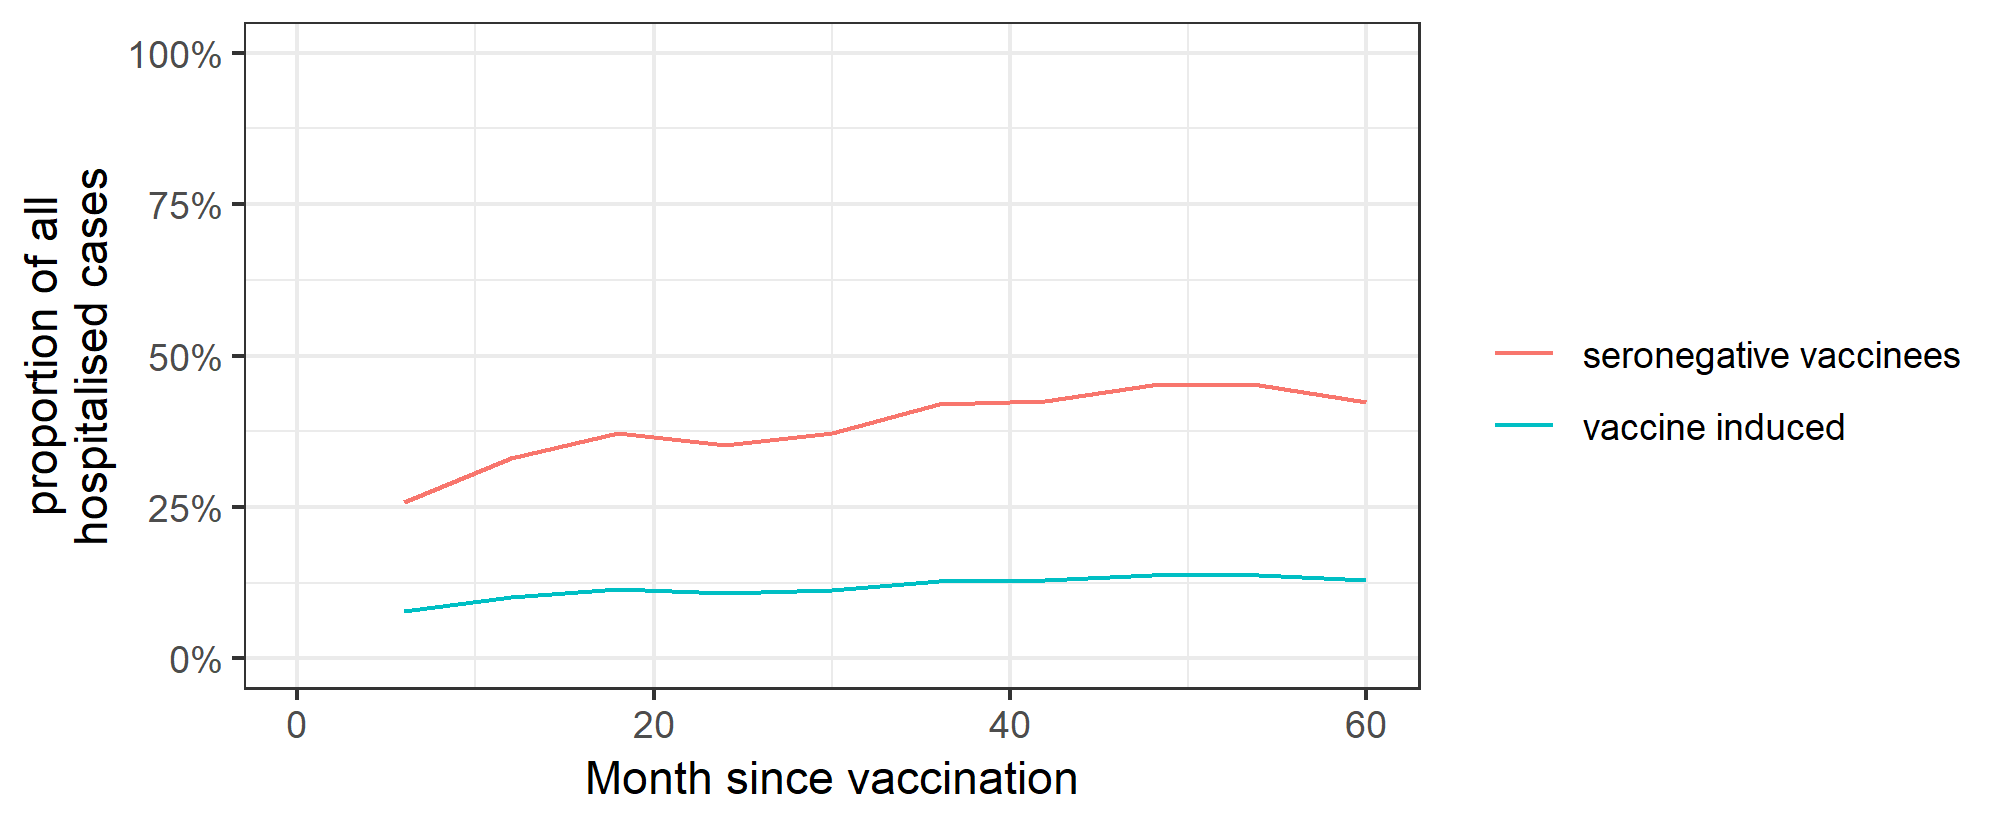 proportion of all
hospitalised cases
100%
75%
50%
25%
0%
0
20
40
60
Month since vaccination
seronegative vaccinees
vaccine induced